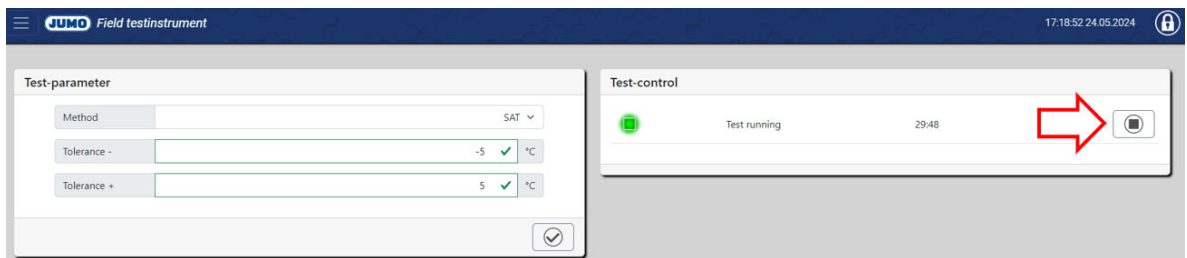 JUMO Field testinstrument 17:18:52 24.05.2024
Test-parameter
Method SAT
Tolerance - -5 °C
Tolerance + 5 °C
Test-control
Test running 29:48